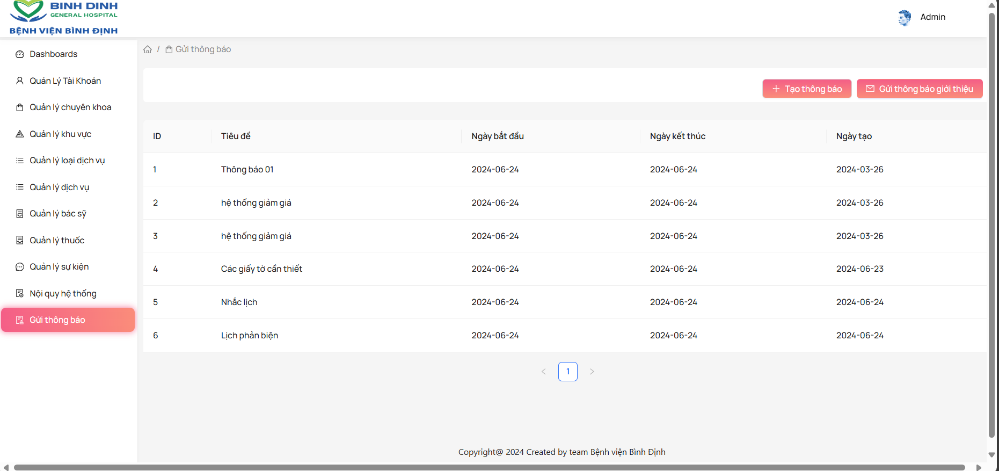 BINH DINH
GENERAL HOSPITAL
BỆNH VIỆN BÌNH ĐỊNH
Admin
Dashboards
Quản Lý Tài Khoản
Quản lý chuyên khoa
Quản lý khu vực
Quản lý loại dịch vụ
Quản lý dịch vụ
Quản lý bác sỹ
Quản lý thuốc
Quản lý sự kiện
Nội quy hệ thống
Gửi thông báo
/ Gửi thông báo
Tạo thông báo Gửi thông báo giới thiệu
ID Tiêu đề Ngày bắt đầu Ngày kết thúc Ngày tạo
1 Thông báo 01 2024-06-24 2024-06-24 2024-03-26
2 hệ thống giảm giá 2024-06-24 2024-06-24 2024-03-26
3 hệ thống giảm giá 2024-06-24 2024-06-24 2024-03-26
4 Các giấy tờ cần thiết 2024-06-24 2024-06-24 2024-06-23
5 Nhắc lịch 2024-06-24 2024-06-24 2024-06-24
6 Lịch phản biện 2024-06-24 2024-06-24 2024-06-24
1
Copyright@ 2024 Created by team Bệnh viện Bình Định